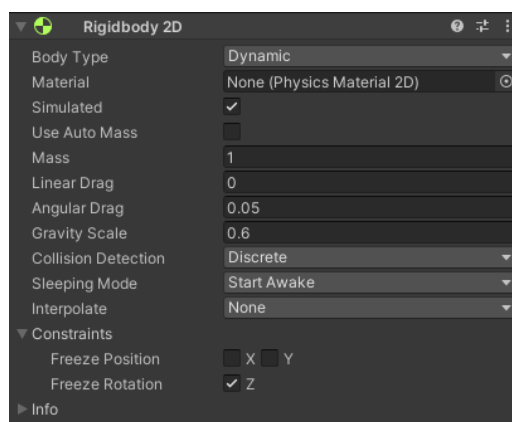 Rigidbody 2D
Body Type Dynamic
Material None (Physics Material 2D)
Simulated
Use Auto Mass
Mass 1
Linear Drag 0
Angular Drag 0.05
Gravity Scale 0.6
Collision Detection Discrete
Sleeping Mode Start Awake
Interpolate None
Constraints
Freeze Position X Y
Freeze Rotation Z
Info